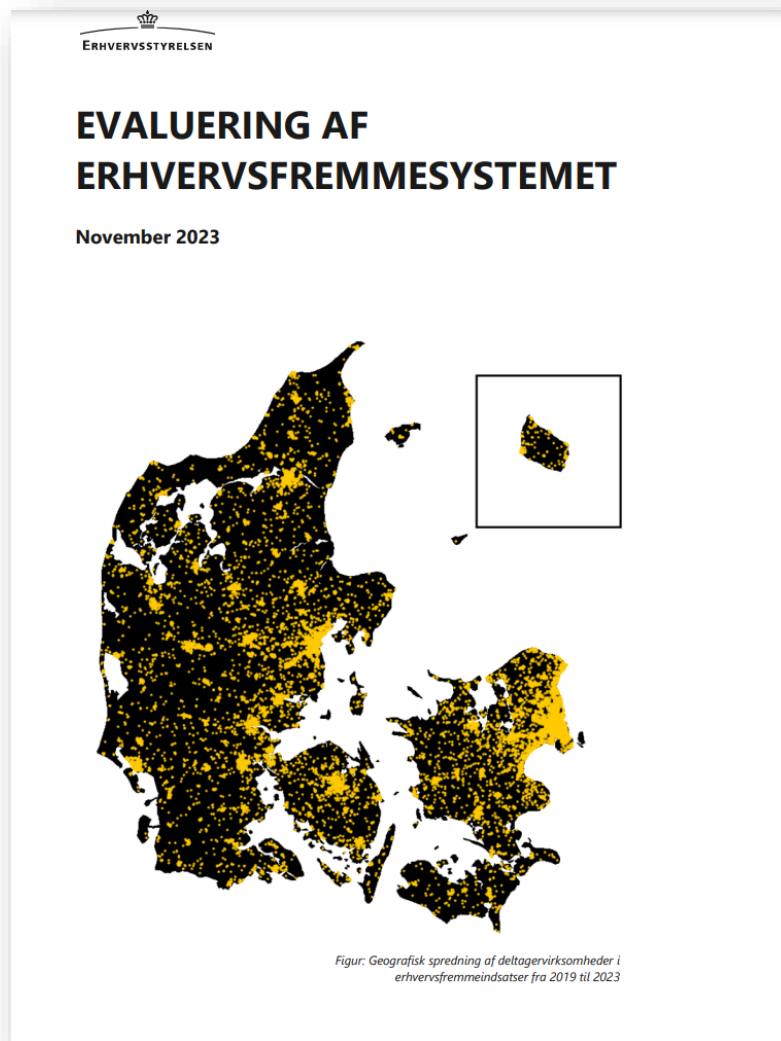 ERHVERVSSTYRELSEN
EVALUERING AF
ERHVERVSFREMMESYSTEMET
November 2023
Figur: Geografisk spredning af deltagervirksomheder i
erhvervsfremmeindsatser fra 2019 til 2023